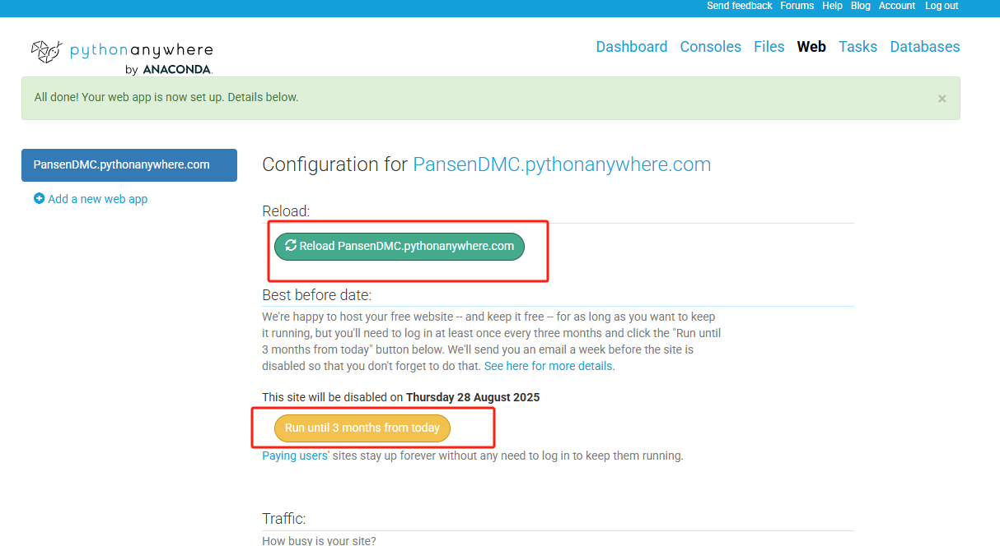 Send feedback Forums Help Blog Account Log out
pythonanywhere
by ANACONDA.
Dashboard Consoles Files Web Tasks Databases
All done! Your web app is now set up. Details below.
×
PansenDMC.pythonanywhere.com
Add a new web app
Configuration for PansenDMC.pythonanywhere.com
Reload:
Reload PansenDMC.pythonanywhere.com
Best before date:
We're happy to host your free website -- and keep it free -- for as long as you want to keep
it running, but you'll need to log in at least once every three months and click the "Run until
3 months from today" button below. We'll send you an email a week before the site is
disabled so that you don't forget to do that. See here for more details.
This site will be disabled on Thursday 28 August 2025
Run until 3 months from today
Paying users' sites stay up forever without any need to log in to keep them running.
Traffic:
How busy is your site?